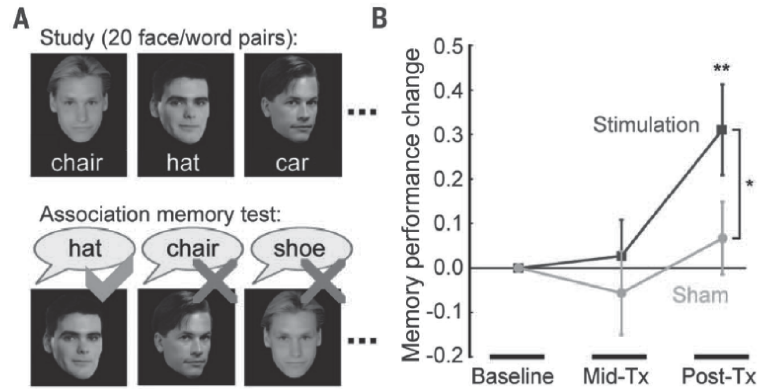 A
Study (20 face/word pairs):
chair hat car ...
Association memory test:
hat chair shoe
...
B
Memory performance change
0.5
0.4
0.3
0.2
0.1
0.0
-0.1
-0.2
**
Stimulation
*
Sham
Baseline Mid-Tx Post-Tx